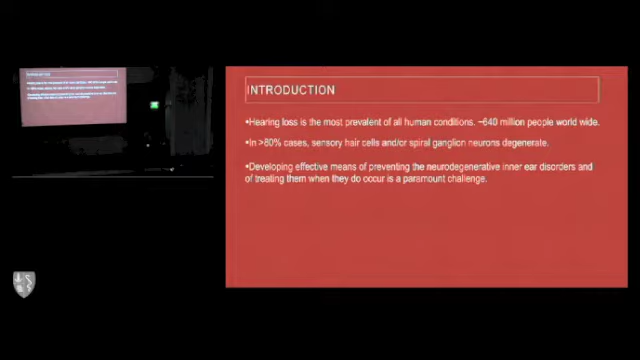 INTRODUCTION
•Hearing loss is the most prevalent of all human conditions. ~640 million people world wide.
•In >80% cases, sensory hair cells and/or spiral ganglion neurons degenerate.
•Developing effective means of preventing the neurodegenerative inner ear disorders and
of treating them when they do occur is a paramount challenge.